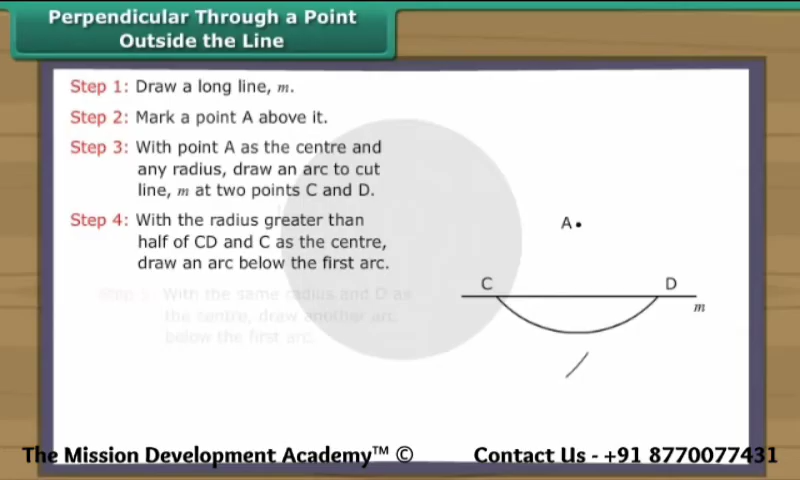 Perpendicular Through a Point
Outside the Line
Step 1: Draw a long line, m.
Step 2: Mark a point A above it.
Step 3: With point A as the centre and
any radius, draw an arc to cut
line, m at two points C and D.
Step 4: With the radius greater than
half of CD and C as the centre,
draw an arc below the first arc.
Step 5: With the same radius and D as
the centre, draw another arc
below the first arc.
A
C
D
m
The Mission Development Academy™ ©
Contact Us - +91 8770077431